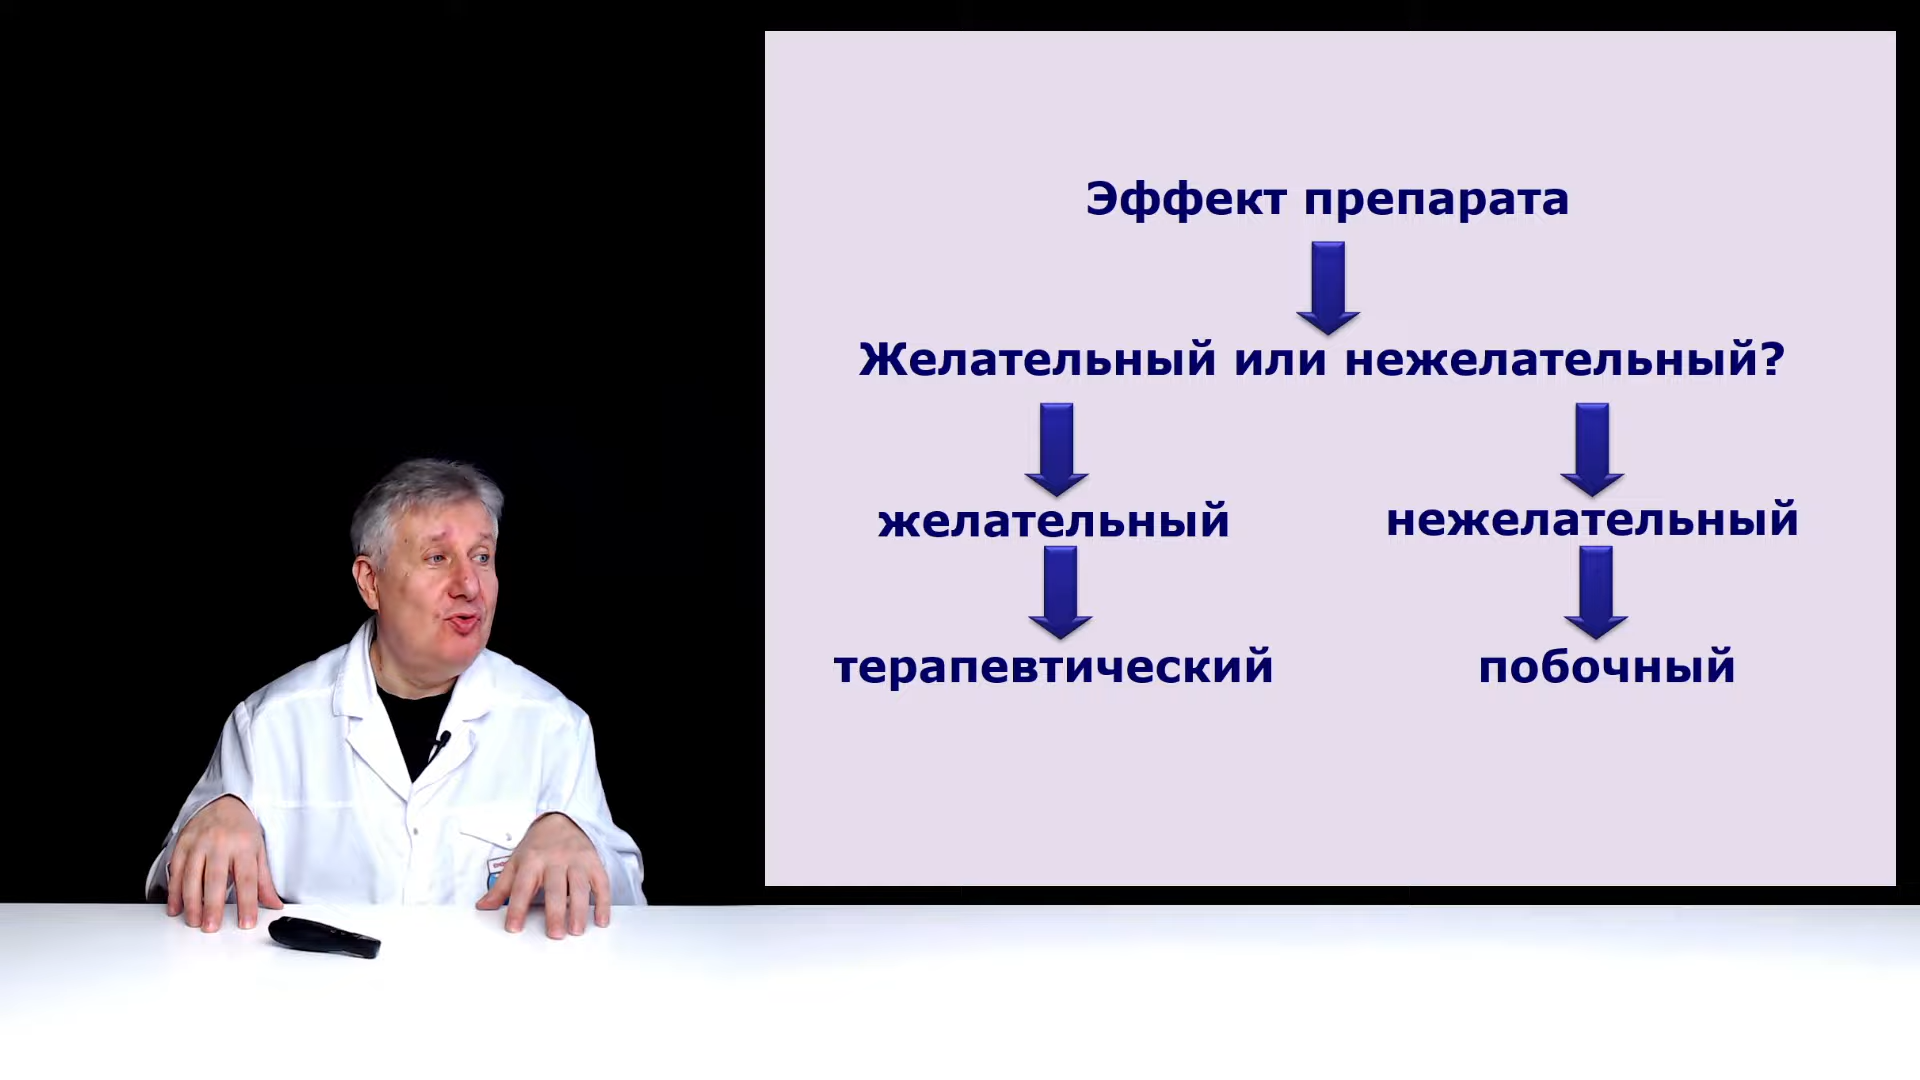 Эффект препарата
Желательный или нежелательный?
желательный нежелательный
терапевтический побочный